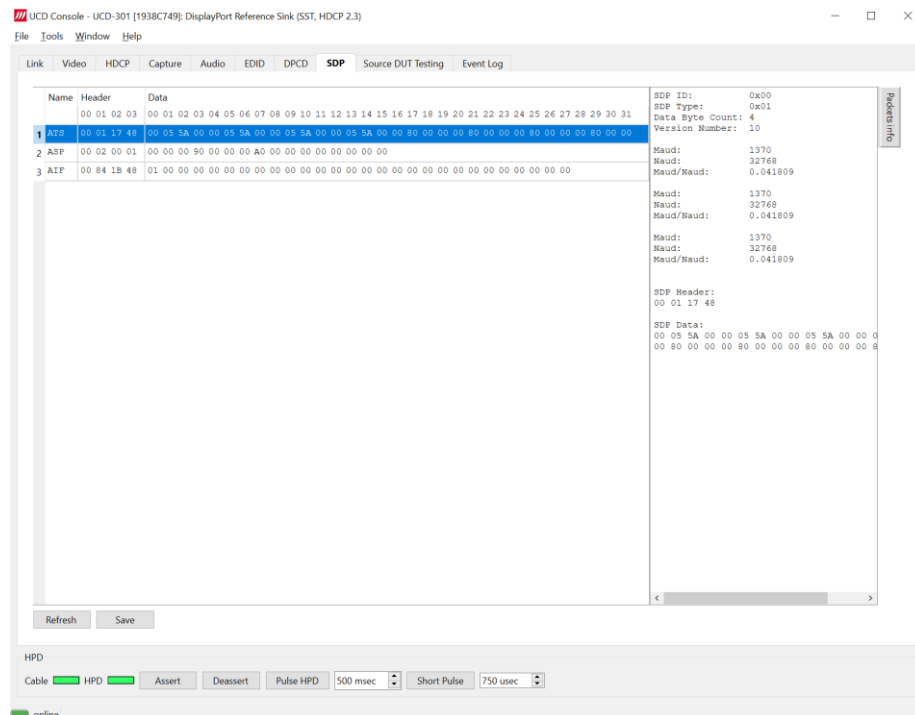 UCD Console - UCD-301 [1938C749]: DisplayPort Reference Sink (SST, HDCP 2.3)
File Tools Window Help
Link Video HDCP Capture Audio EDID DPCD SDP Source DUT Testing Event Log
Name Header Data
00 01 02 03 00 01 02 03 04 05 06 07 08 09 10 11 12 13 14 15 16 17 18 19 20 21 22 23 24 25 26 27 28 29 30 31
1 ATS 00 01 17 48 00 05 5A 00 00 05 5A 00 00 05 5A 00 00 05 5A 00 00 80 00 00 00 80 00 00 00 80 00 00 00 80 00 00
2 ASP 00 02 00 01 00 00 00 90 00 00 00 A0 00 00 00 00 00 00 00 00
3 AIF 00 84 1B 48 01 00 00 00 00 00 00 00 00 00 00 00 00 00 00 00 00 00 00 00 00 00 00 00 00 00 00 00
SDP ID: 0x00
SDP Type: 0x01
Data Byte Count: 4
Version Number: 10
Maud: 1370
Naud: 32768
Maud/Naud: 0.041809
Maud: 1370
Naud: 32768
Maud/Naud: 0.041809
Maud: 1370
Naud: 32768
Maud/Naud: 0.041809
SDP Header:
00 01 17 48
SDP Data:
00 05 5A 00 00 05 5A 00 00 05 5A 00 00 0
00 80 00 00 00 80 00 00 00 80 00 00 00 8
Packets info
Refresh Save
HPD
Cable HPD Assert Deassert Pulse HPD 500 msec Short Pulse 750 usec
online